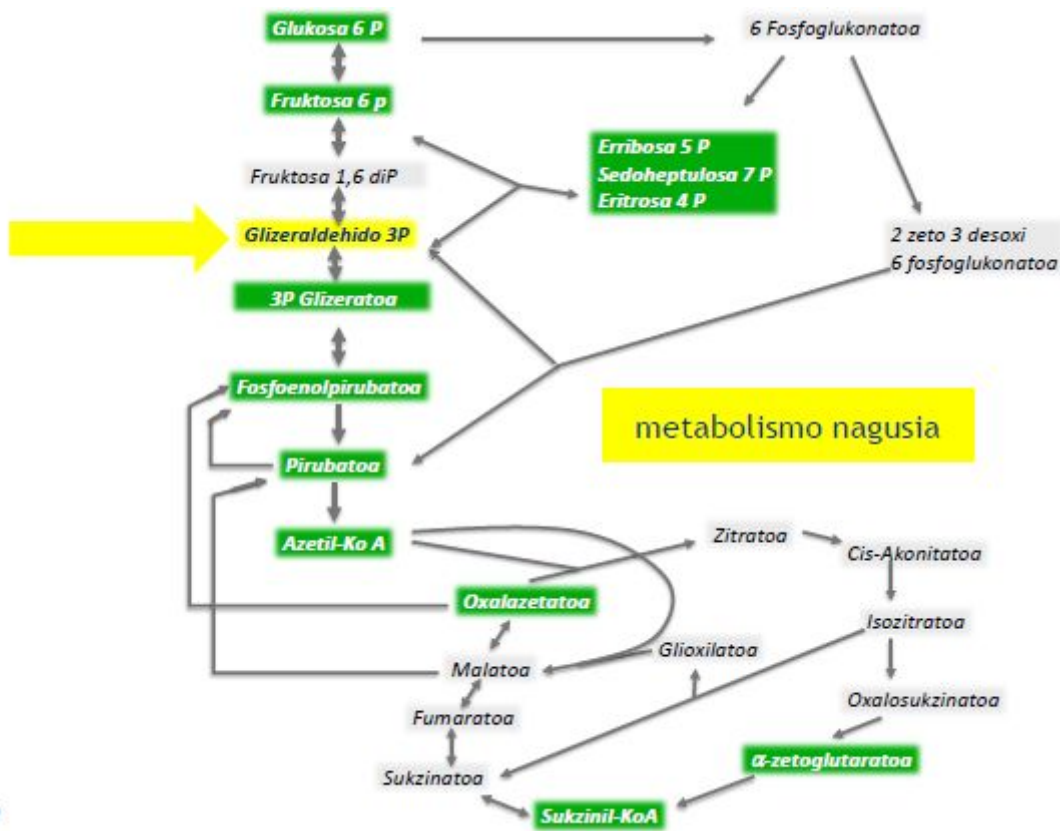 Glukosa 6 P
6 Fosfoglukonatoa
Fruktosa 6 p
Erribosa 5 P
Sedoheptulosa 7 P
Eritrosa 4 P
Fruktosa 1,6 diP
Glizeraldehido 3P
2 zeto 3 desoxi
6 fosfoglukonatoa
3P Glizeratoa
Fosfoenolpirubatoa
metabolismo nagusia
Pirubatoa
Azetil-Ko A
Zitratoa
Cis-Akonitatoa
Oxalazetatoa
Isozitratoa
Glioxilatoa
Malatoa
Oxalosukzinatoa
Fumaratoa
α-zetoglutaratoa
Sukzinatoa
Sukzinil-KoA